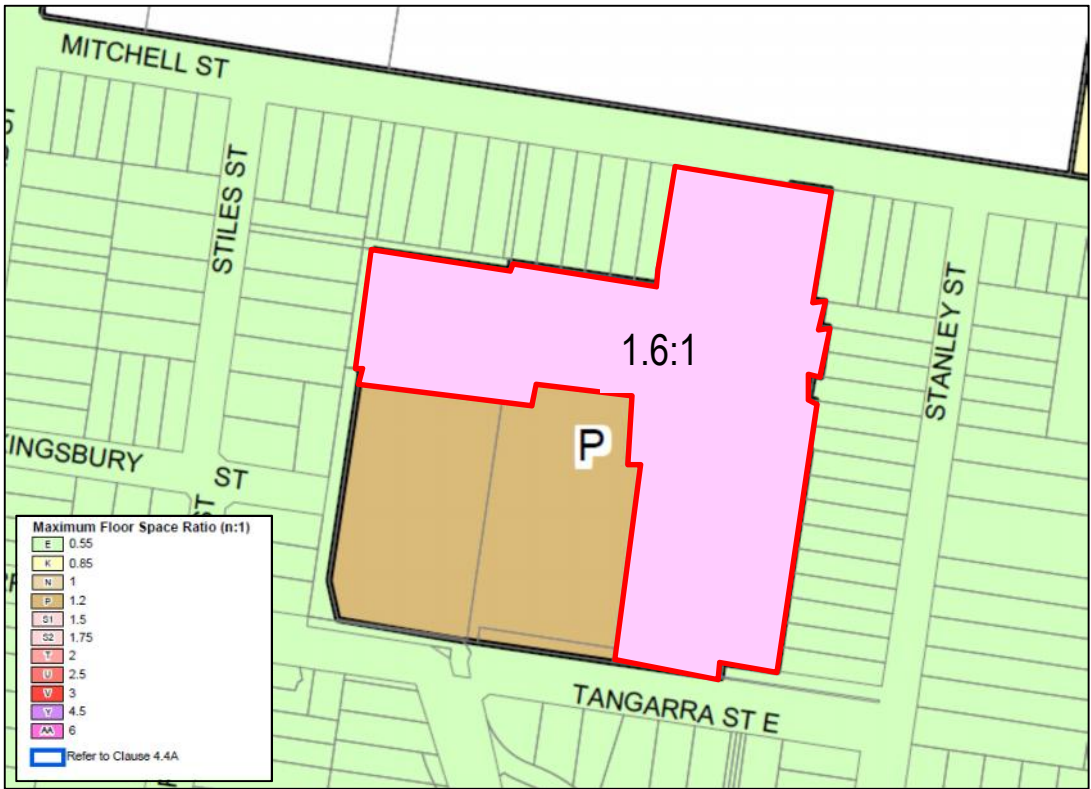 MITCHELL ST
STILES ST
1.6:1
STANLEY ST
P
KINGSBURY
ST
ST
TANGARRA ST E
Maximum Floor Space Ratio (n:1)
E 0.55
K 0.85
N 1
P 1.2
S1 1.5
S2 1.75
T 2
U 2.5
V 3
Y 4.5
AA 6
Refer to Clause 4.4A